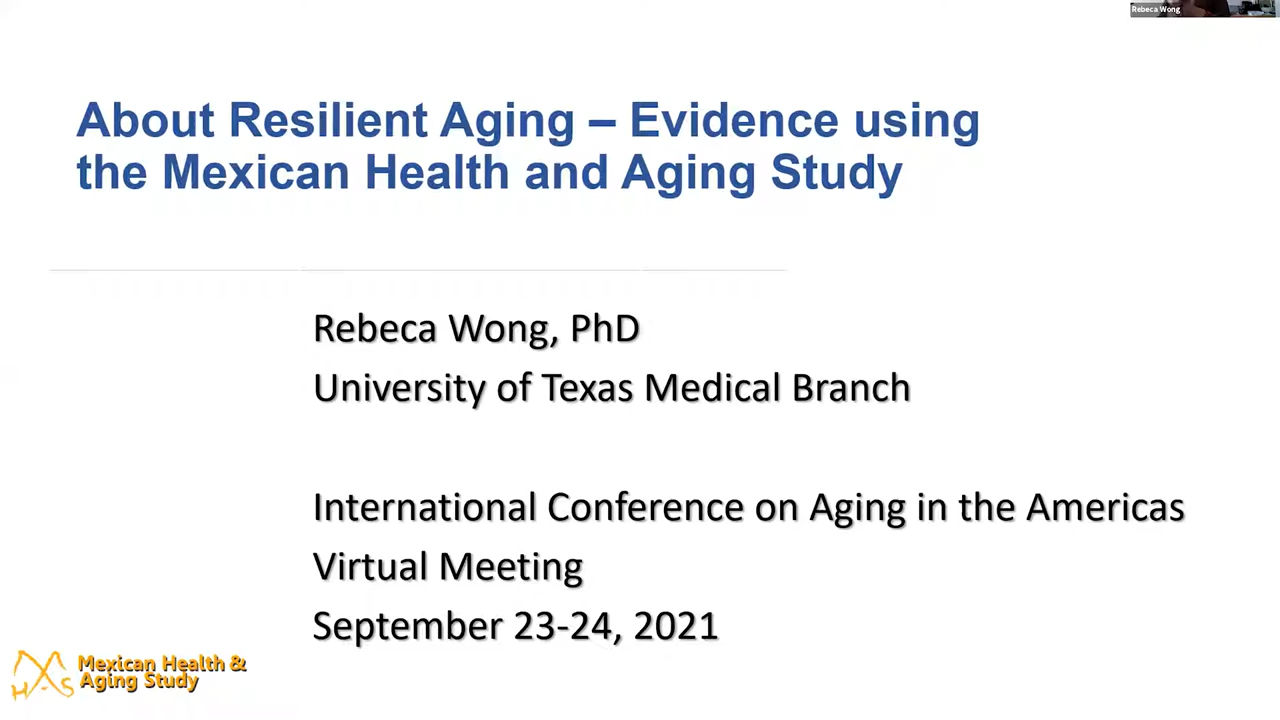 Rebeca Wong
About Resilient Aging – Evidence using
the Mexican Health and Aging Study
Rebeca Wong, PhD
University of Texas Medical Branch
International Conference on Aging in the Americas
Virtual Meeting
September 23-24, 2021
Mexican Health &
Aging Study